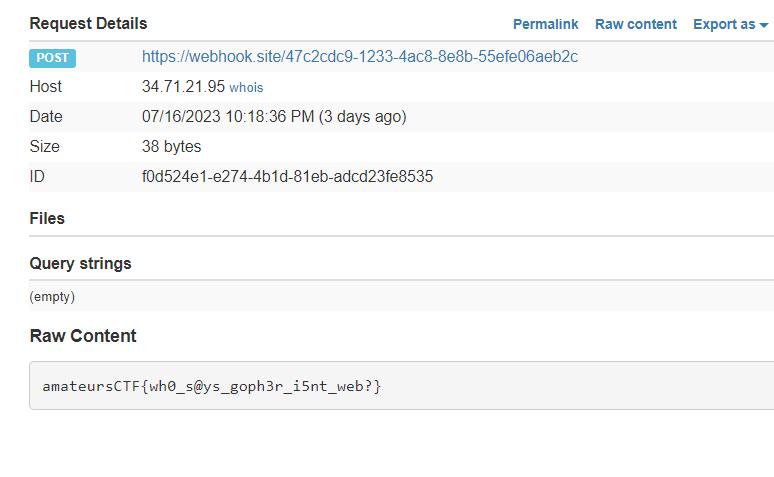 Request Details Permalink Raw content Export as
POST https://webhook.site/47c2cdc9-1233-4ac8-8e8b-55efe06aeb2c
Host 34.71.21.95 whois
Date 07/16/2023 10:18:36 PM (3 days ago)
Size 38 bytes
ID f0d524e1-e274-4b1d-81eb-adcd23fe8535
Files
Query strings
(empty)
Raw Content
amateursCTF{wh0_s@ys_goph3r_i5nt_web?}